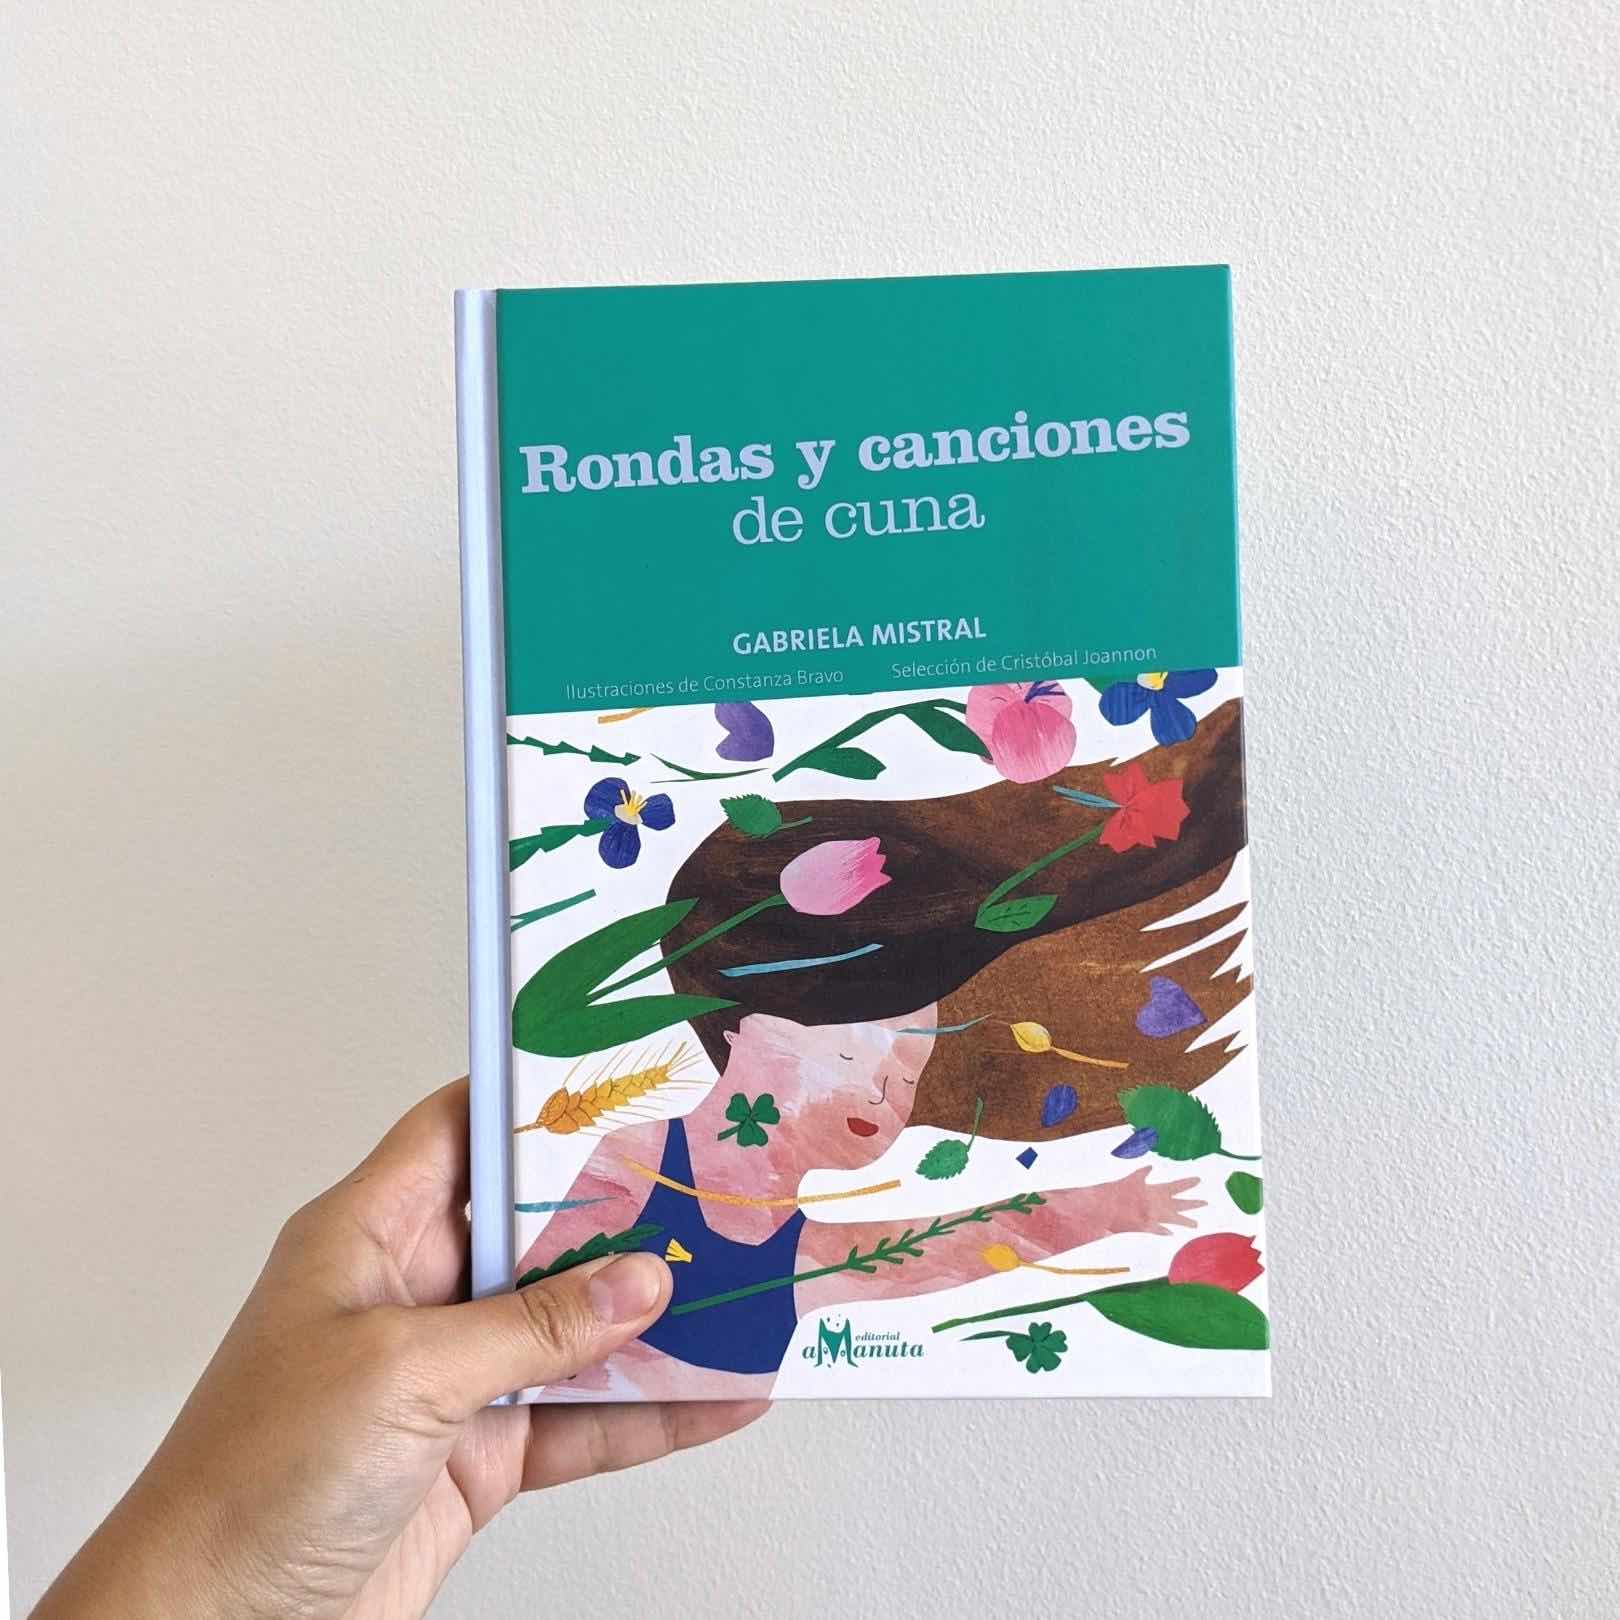 Rondas y canciones
de cuna
GABRIELA MISTRAL
Ilustraciones de Constanza Bravo Selección de Cristóbal Joannon
editorial
aManuta